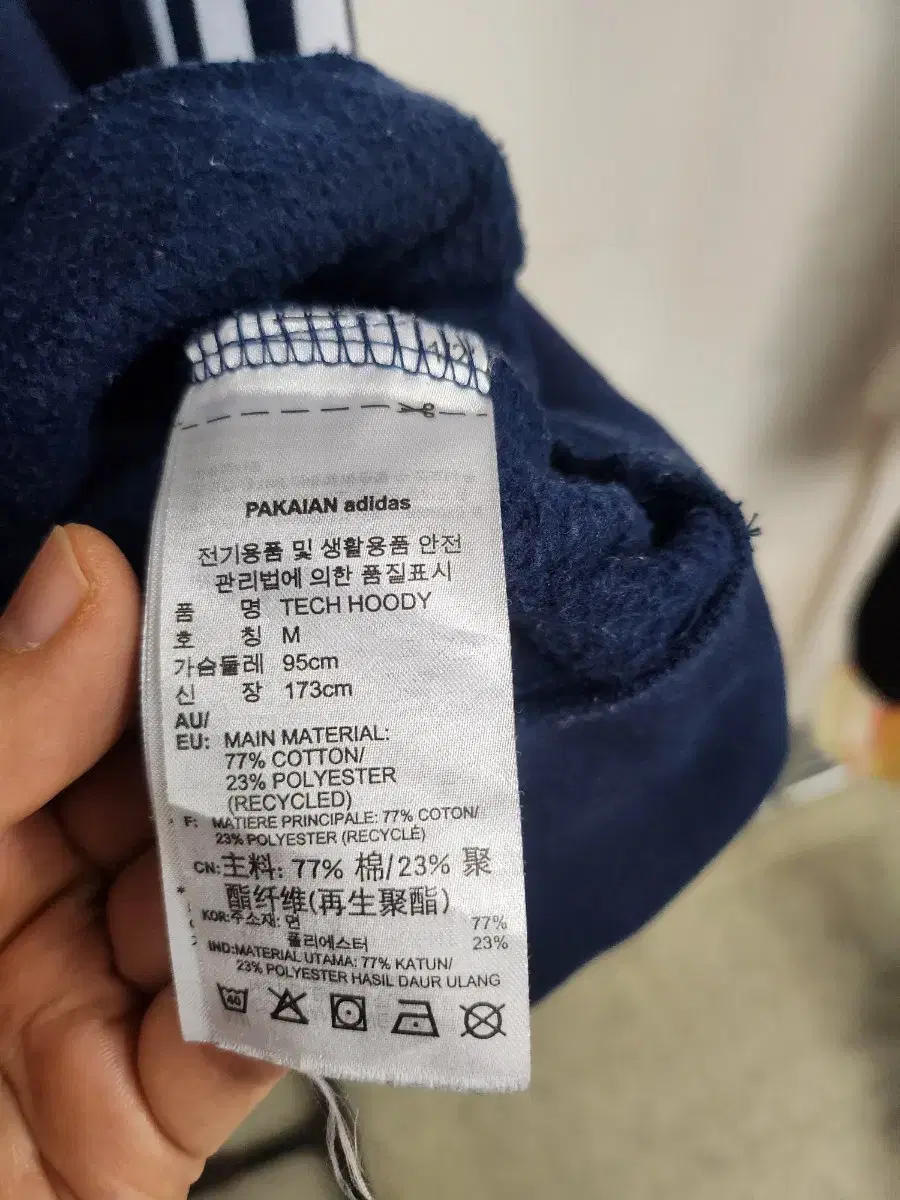 PAKAIAN adidas
전기용품 및 생활용품 안전
관리법에 의한 품질표시
품 명 TECH HOODY
호 칭 M
가슴둘레 95cm
신 장 173cm
AU/
EU: MAIN MATERIAL:
77% COTTON/
23% POLYESTER
(RECYCLED)
F: MATIERE PRINCIPALE: 77% COTON/
23% POLYESTER (RECYCLÉ)
CN:主料: 77% 棉/23% 聚
酯纤维(再生聚酯)
KOR:주소재: 면 77%
폴리에스터 23%
IND:MATERIAL UTAMA: 77% KATUN/
23% POLYESTER HASIL DAUR ULANG
40